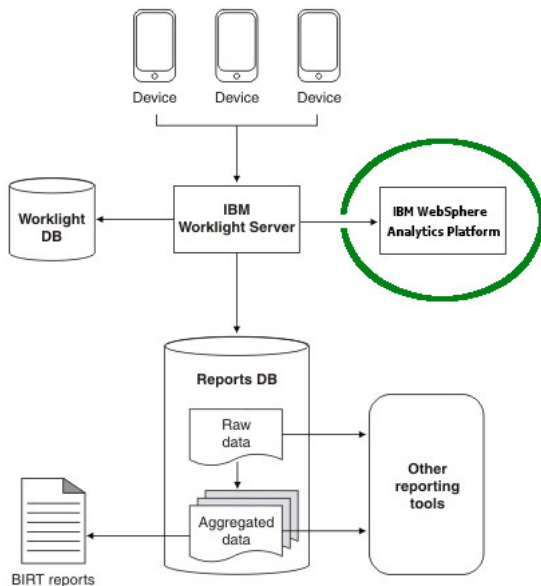 Device
Device
Device
Worklight
DB
IBM
Worklight Server
IBM WebSphere
Analytics Platform
Reports DB
Raw
data
Aggregated
data
Other
reporting
tools
BIRT reports